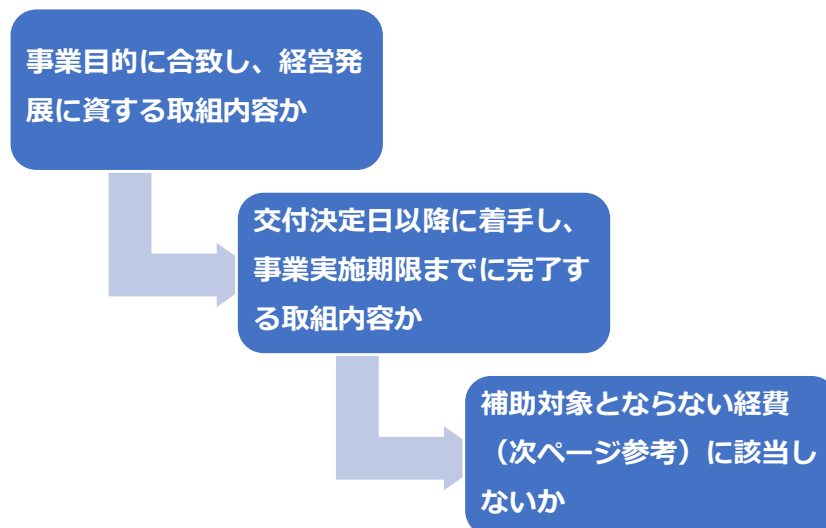 事業目的に合致し、経営発
展に資する取組内容か
交付決定日以降に着手し、
事業実施期限までに完了す
る取組内容か
補助対象とならない経費
（次ページ参考）に該当し
ないか